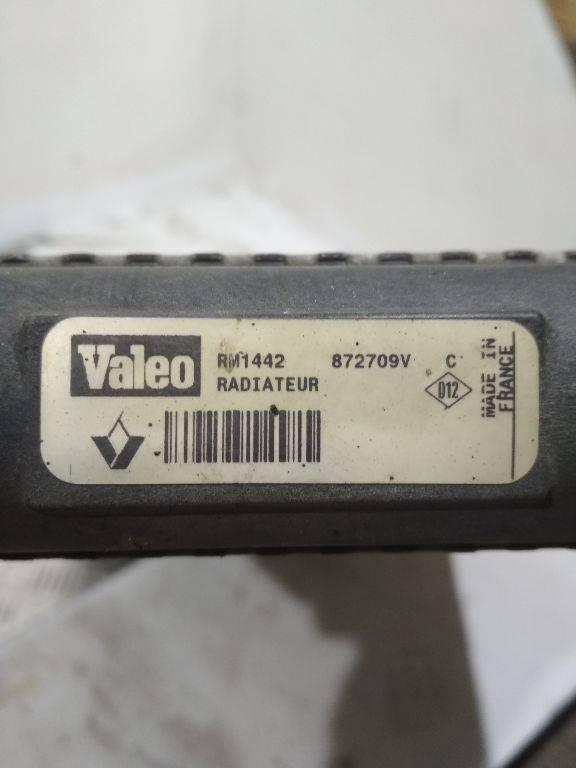 Valeo
RM1442 872709V C
RADIATEUR
D12
MADE IN
FRANCE